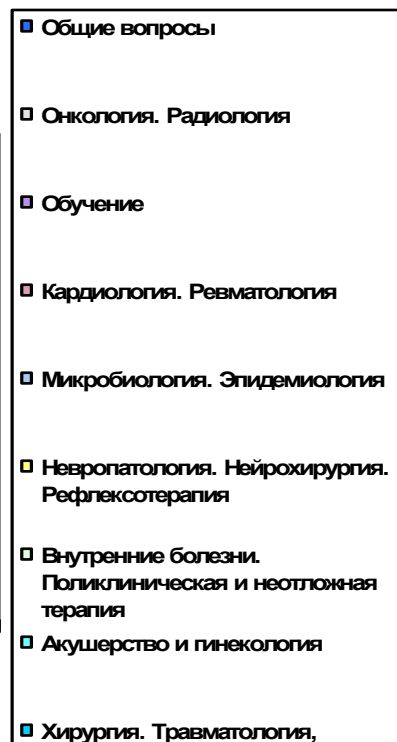 Общие вопросы
Онкология. Радиология
Обучение
Кардиология. Ревматология
Микробиология. Эпидемиология
Невропатология. Нейрохирургия.
Рефлексотерапия
Внутренние болезни.
Поликлиническая и неотложная
терапия
Акушерство и гинекология
Хирургия. Травматология,